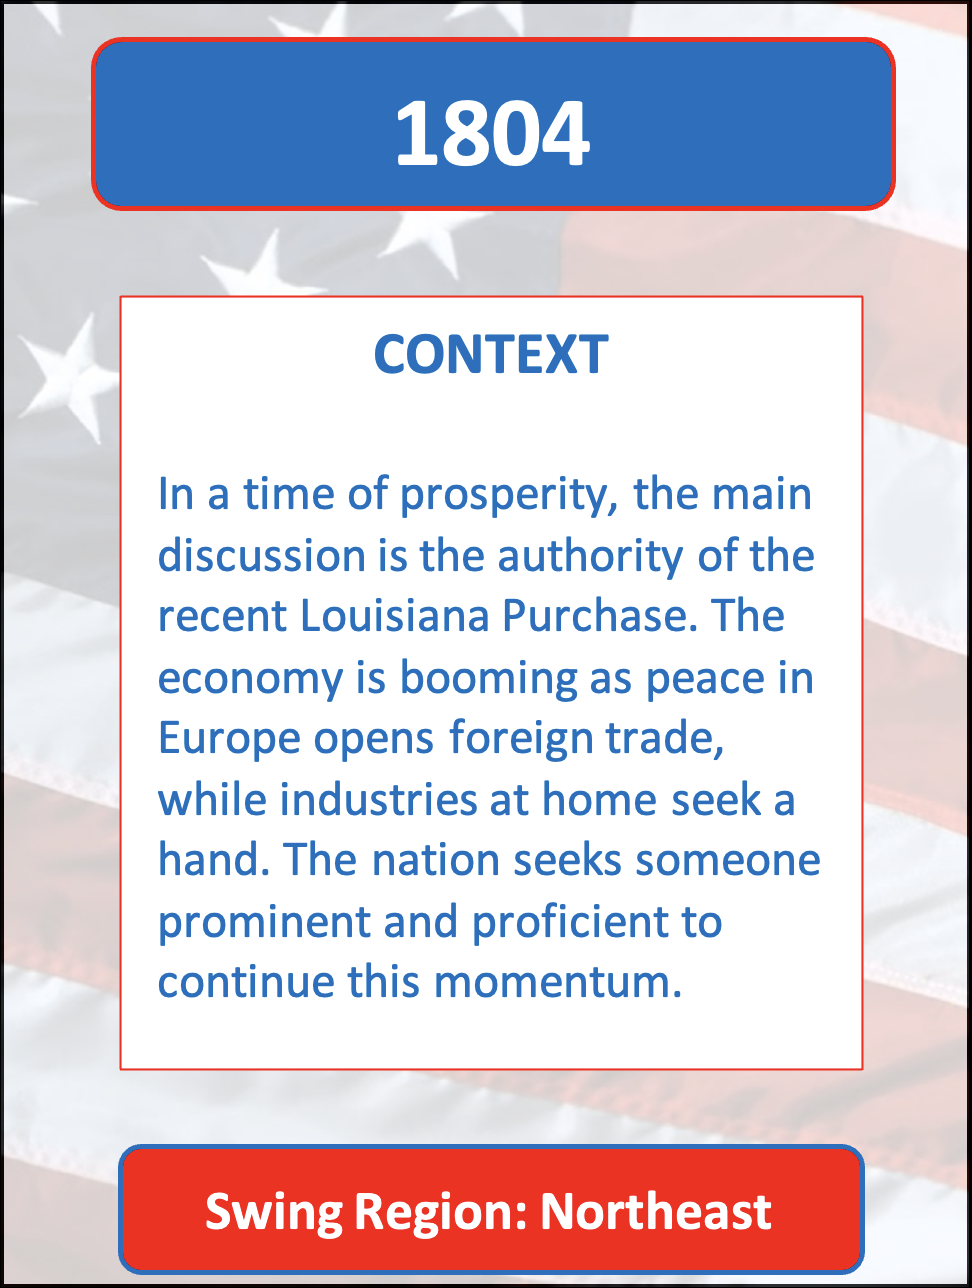 1804
CONTEXT
In a time of prosperity, the main
discussion is the authority of the
recent Louisiana Purchase. The
economy is booming as peace in
Europe opens foreign trade,
while industries at home seek a
hand. The nation seeks someone
prominent and proficient to
continue this momentum.
Swing Region: Northeast